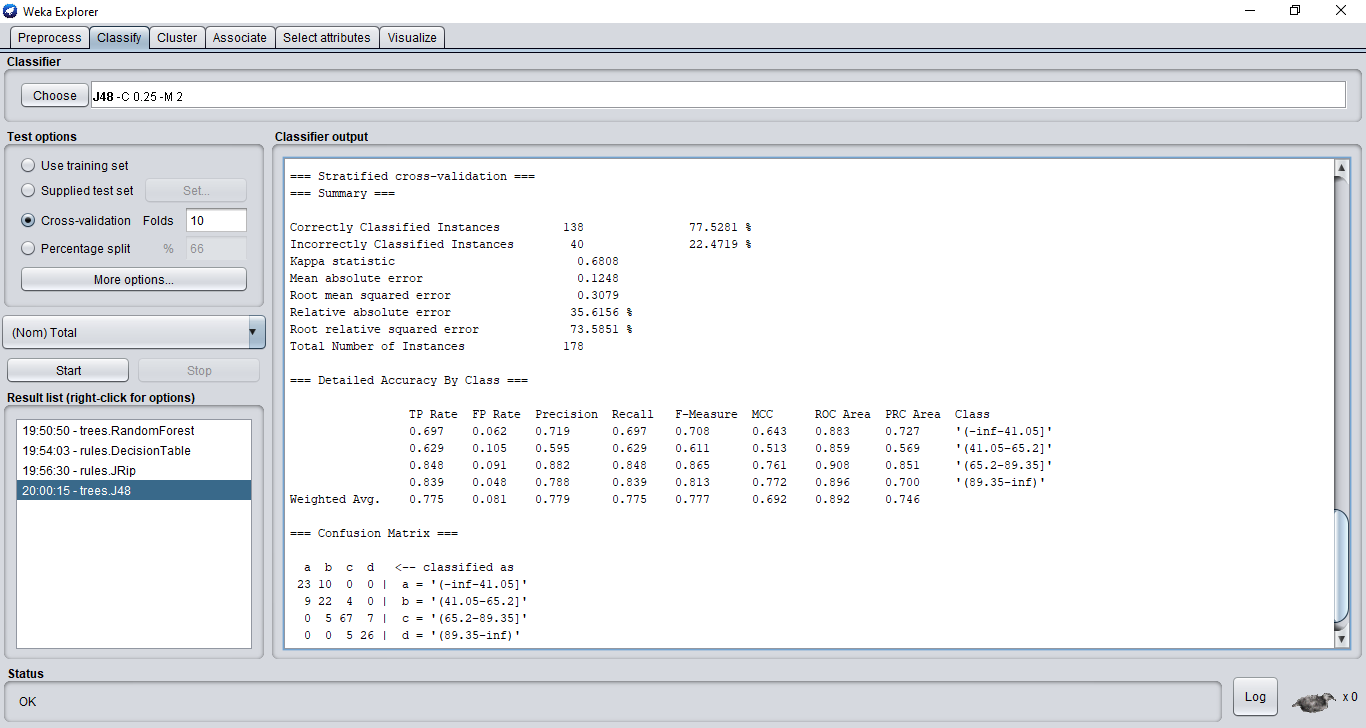 Weka Explorer
Preprocess Classify Cluster Associate Select attributes Visualize
Classifier
Choose J48 -C 0.25 -M 2
Test options
Use training set
Supplied test set Set...
Cross-validation Folds 10
Percentage split % 66
More options...
(Nom) Total
Start Stop
Result list (right-click for options)
19:50:50 - trees.RandomForest
19:54:03 - rules.DecisionTable
19:56:30 - rules.JRip
20:00:15 - trees.J48
Classifier output
=== Stratified cross-validation ===
=== Summary ===
Correctly Classified Instances 138 77.5281 %
Incorrectly Classified Instances 40 22.4719 %
Kappa statistic 0.6808
Mean absolute error 0.1248
Root mean squared error 0.3079
Relative absolute error 35.6156 %
Root relative squared error 73.5851 %
Total Number of Instances 178
=== Detailed Accuracy By Class ===
TP Rate FP Rate Precision Recall F-Measure MCC ROC Area PRC Area Class
0.697 0.062 0.719 0.697 0.708 0.643 0.883 0.727 '(-inf-41.05]'
0.629 0.105 0.595 0.629 0.611 0.513 0.859 0.569 '(41.05-65.2]'
0.848 0.091 0.882 0.848 0.865 0.761 0.908 0.851 '(65.2-89.35]'
0.839 0.048 0.788 0.839 0.813 0.772 0.896 0.700 '(89.35-inf)'
Weighted Avg. 0.775 0.081 0.779 0.775 0.777 0.692 0.892 0.746
=== Confusion Matrix ===
a b c d <-- classified as
23 10 0 0 | a = '(-inf-41.05]'
9 22 4 0 | b = '(41.05-65.2]'
0 5 67 7 | c = '(65.2-89.35]'
0 0 5 26 | d = '(89.35-inf)'
Status
OK
Log x 0